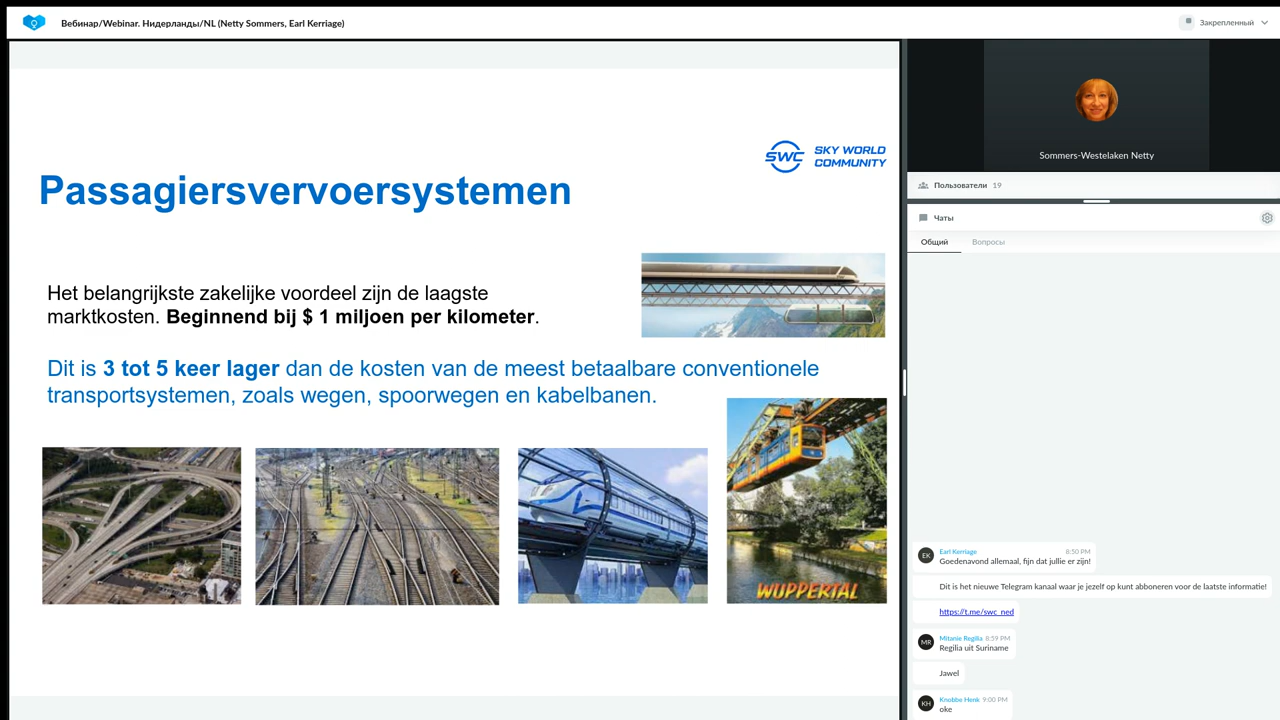 Вебинар/Webinar. Нидерланды/NL (Netty Sommers, Earl Kerriage)
Закрепленный
SWC
SKY WORLD
COMMUNITY
Passagiersvervoersystemen
Het belangrijkste zakelijke voordeel zijn de laagste
marktkosten. Beginnend bij $ 1 miljoen per kilometer.
Dit is 3 tot 5 keer lager dan de kosten van de meest betaalbare conventionele
transportsystemen, zoals wegen, spoorwegen en kabelbanen.
WUPPERTAL
Sommers-Westelaken Netty
Пользователи 19
Чаты
Общий Вопросы
EK
Earl Kerriage 8:50 PM
Goedenavond allemaal, fijn dat jullie er zijn!
Dit is het nieuwe Telegram kanaal waar je jezelf op kunt abboneren voor de laatste informatie!
https://t.me/swc_ned
MR
Mitanie Regilia 8:59 PM
Regilia uit Suriname
Jawel
KH
Knobbe Henk 9:00 PM
oke